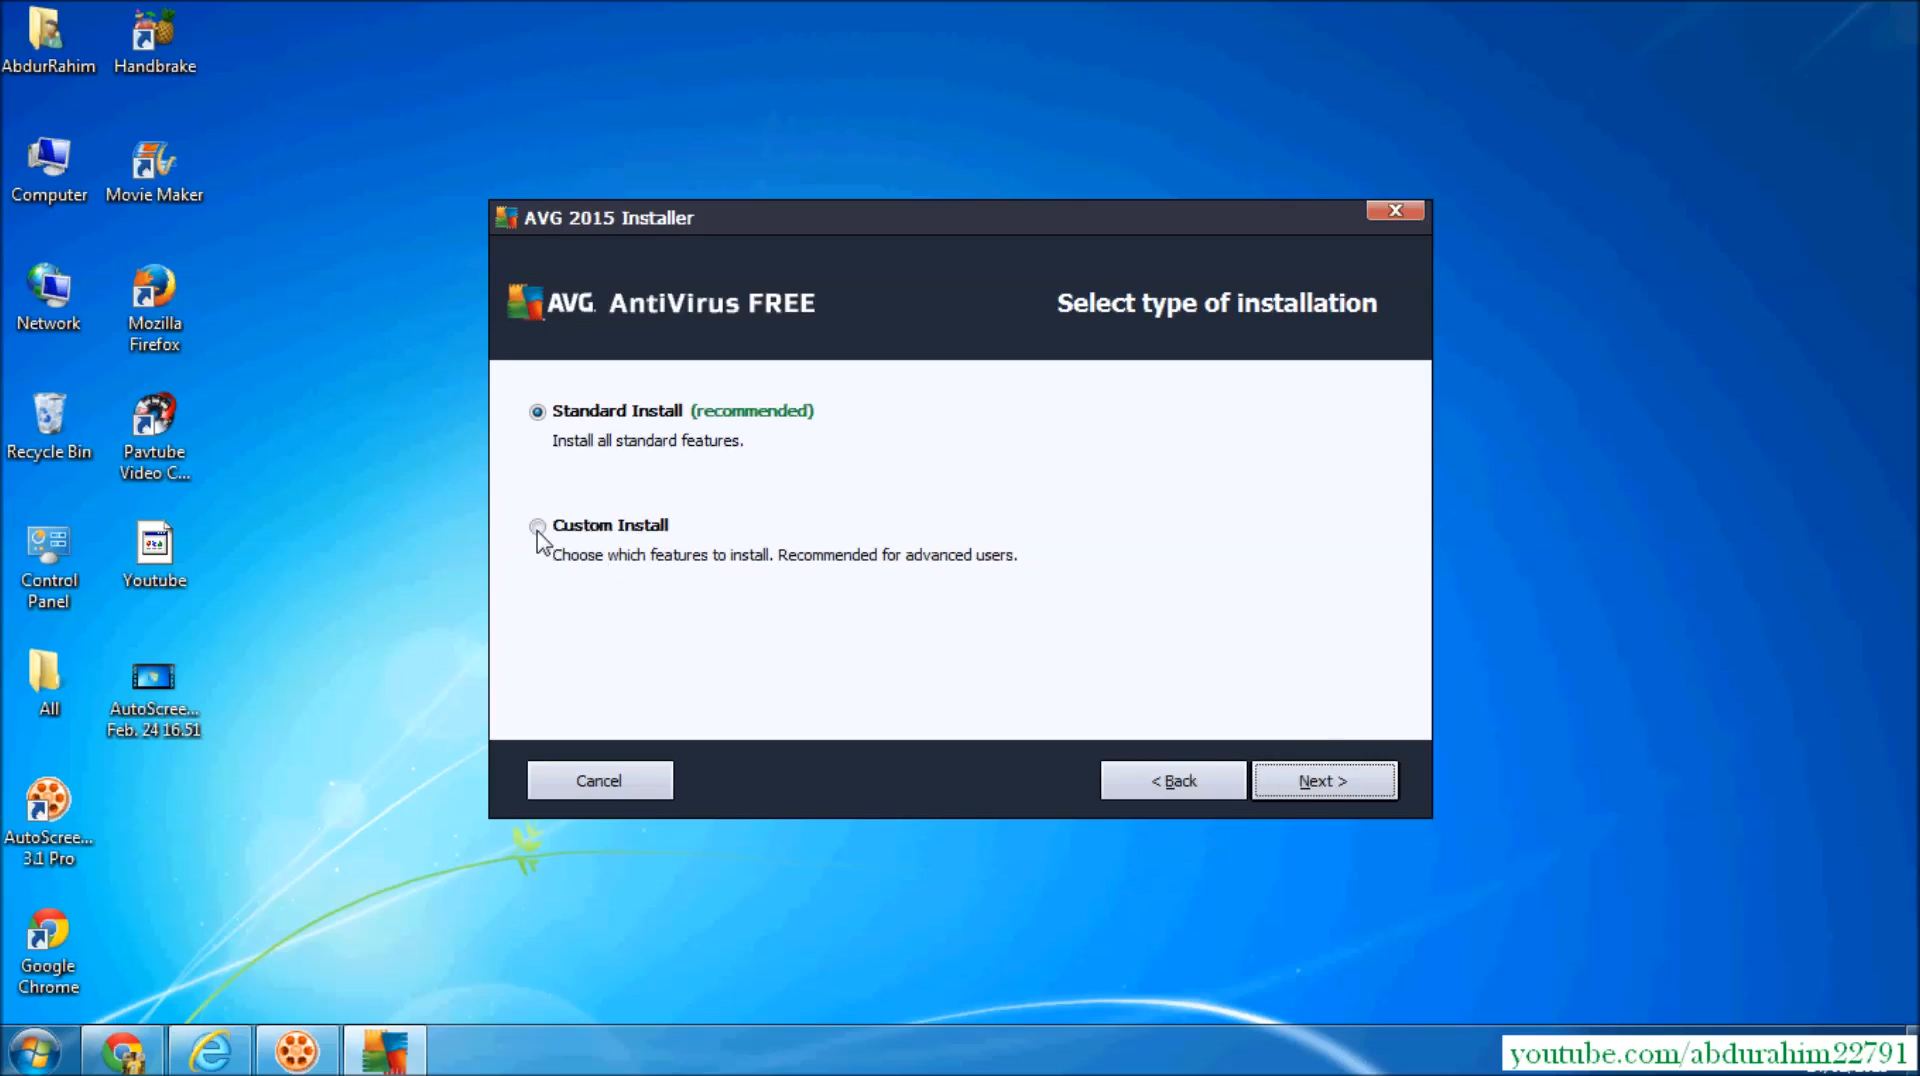 AbdurRahim
Handbrake
Computer
Movie Maker
Network
Mozilla
Firefox
Recycle Bin
Pavtube
Video C...
Control
Panel
Youtube
All
AutoScree...
Feb. 24 16.51
AutoScree...
3.1 Pro
Google
Chrome
AVG 2015 Installer
X
AVG. AntiVirus FREE
Select type of installation
Standard Install (recommended)
Install all standard features.
Custom Install
Choose which features to install. Recommended for advanced users.
Cancel
< Back
Next >
youtube.com/abdurahim22791